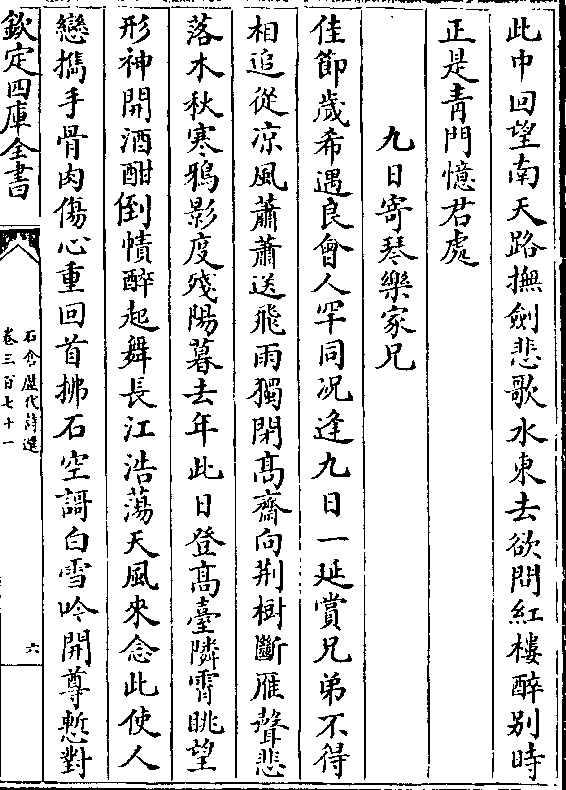 此中回望南天路撫劍悲歌水東去欲問紅樓醉别時
正是青門憶君處
九日寄琴樂家兄
佳節歲希遇良會人罕同况逢九日一延賞兄弟不得
相追從凉風蕭蕭送飛雨獨閉髙齋向荆樹斷雁聲悲
落木秋寒鴉影度殘陽暮去年此日登髙臺隣霄眺望
形神開酒酣倒幘醉起舞長江浩蕩天風來念此使人
戀攜手骨肉傷心重回首拂石空謌白雪吟開尊慙對
欽定四庫全書
石倉歷代詩選
卷三百七十一
六